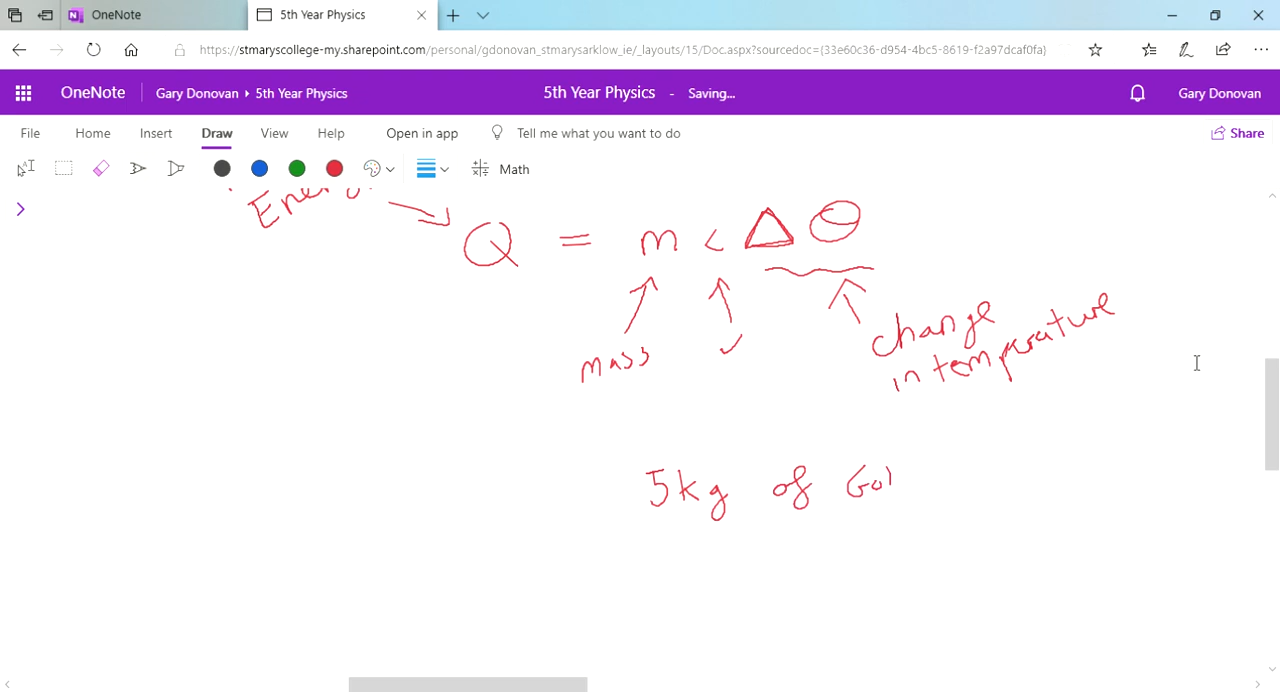 OneNote
5th Year Physics
https://stmaryscollege-my.sharepoint.com/personal/gdonovan_stmarysarklow_ie/_layouts/15/Doc.aspx?sourcedoc={33e60c36-d954-4bc5-8619-f2a97dcaf0fa}
OneNote Gary Donovan 5th Year Physics 5th Year Physics - Saving... Gary Donovan
File Home Insert Draw View Help Open in app Tell me what you want to do Share
Math
Q = m c Δ θ
mass
change
in temperature
5kg of Gol